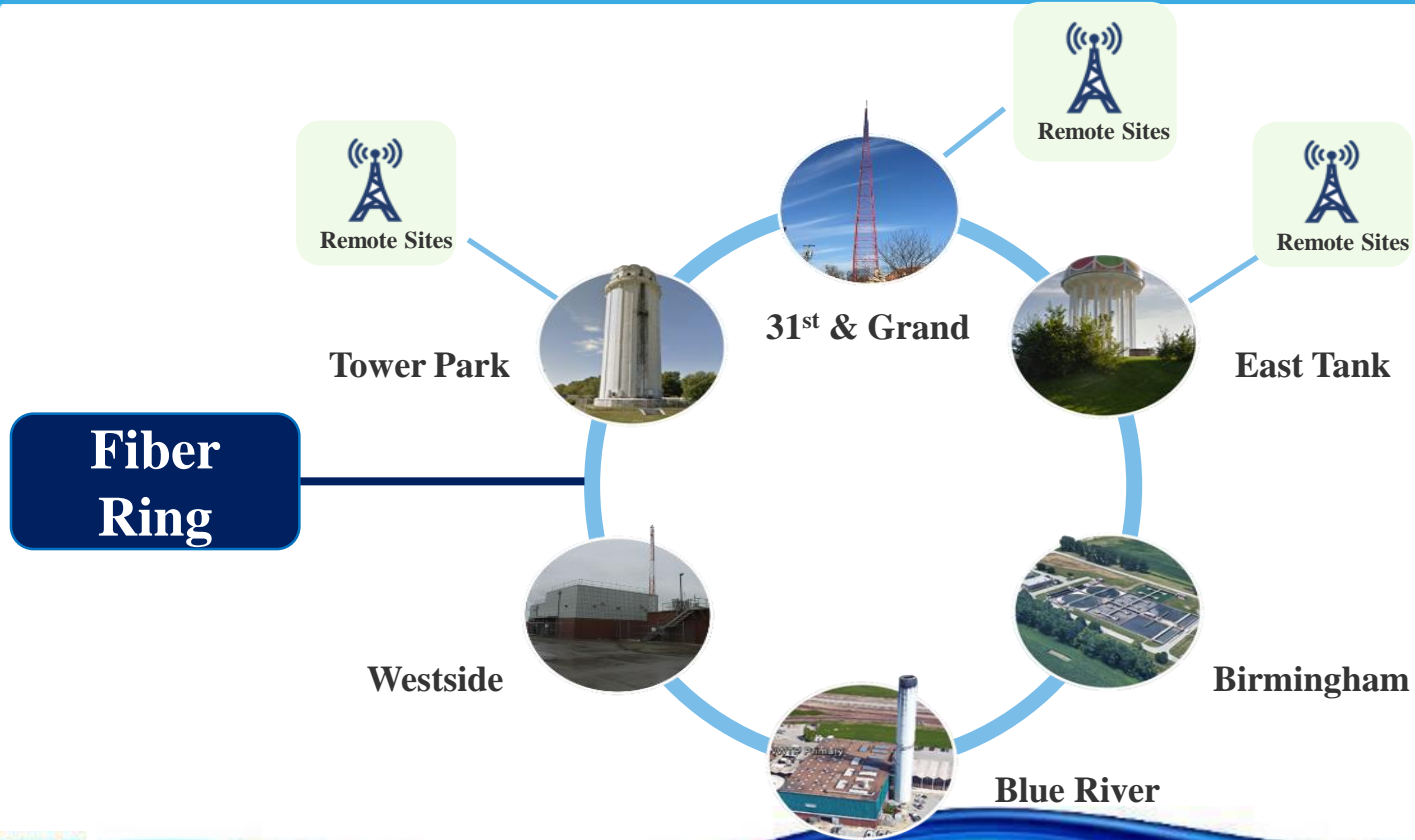 Remote Sites
Remote Sites
Remote Sites
31st & Grand
Tower Park
East Tank
Fiber
Ring
Westside
Birmingham
Blue River